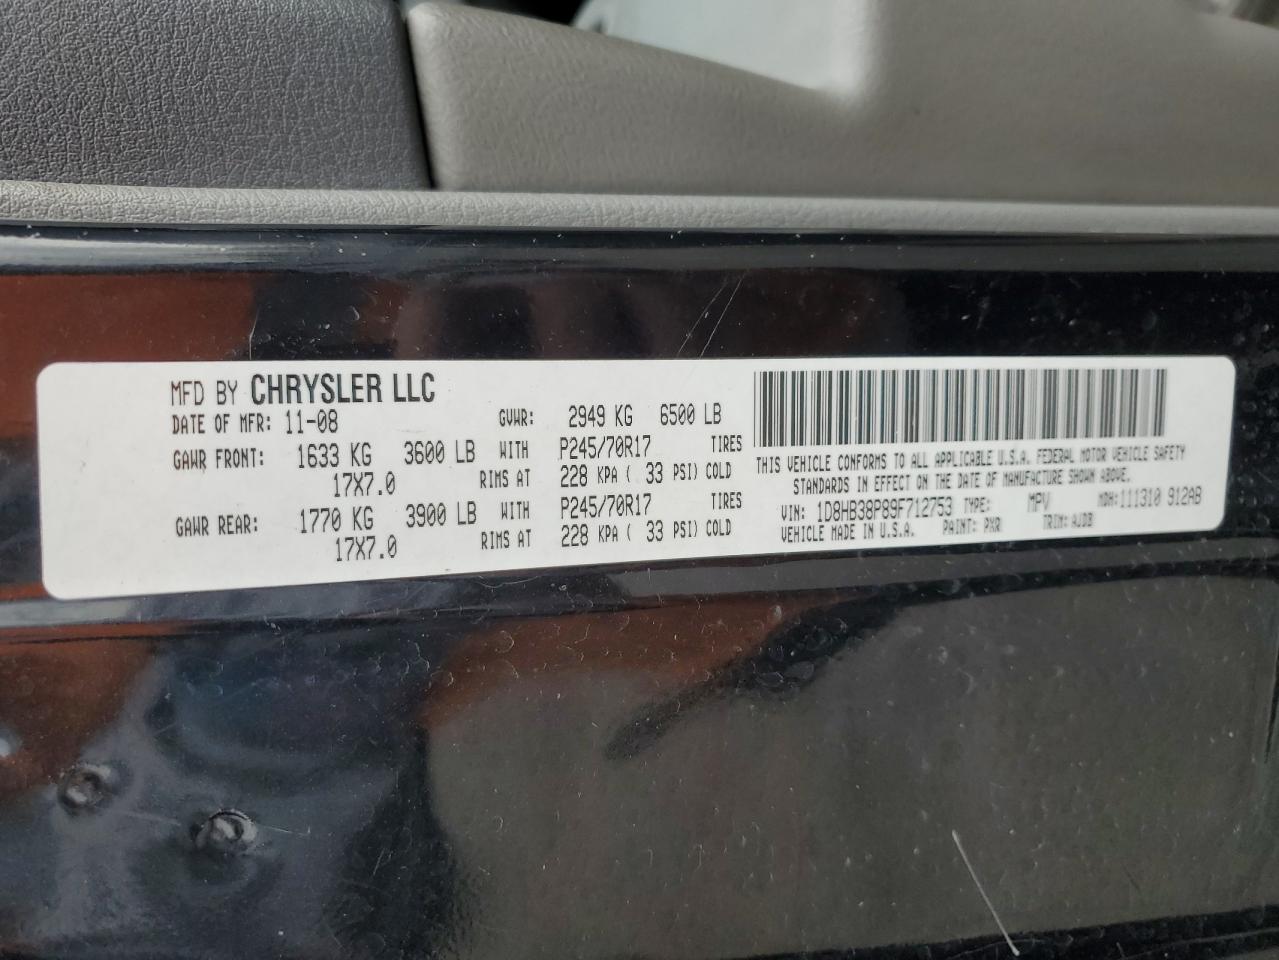 MFD BY CHRYSLER LLC
DATE OF MFR: 11-08 GVWR: 2949 KG 6500 LB
GAWR FRONT: 1633 KG 3600 LB WITH P245/70R17 TIRES
17X7.0 RIMS AT 228 KPA ( 33 PSI) COLD
GAWR REAR: 1770 KG 3900 LB WITH P245/70R17 TIRES
17X7.0 RIMS AT 228 KPA ( 33 PSI) COLD
THIS VEHICLE CONFORMS TO ALL APPLICABLE U.S.A. FEDERAL MOTOR VEHICLE SAFETY
STANDARDS IN EFFECT ON THE DATE OF MANUFACTURE SHOWN ABOVE.
VIN: 1D8HB38P89F712753 TYPE: MPV MDH:111310 912AB
VEHICLE MADE IN U.S.A. PAINT: PXR TRIM: AJDB